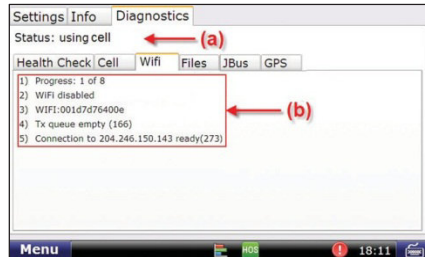 Settings Info Diagnostics
Status: using cell (a)
Health Check Cell Wifi Files JBus GPS
1) Progress: 1 of 8
2) WiFi disabled
3) WIFI:001d7d76400e
4) Tx queue empty (166)
5) Connection to 204.246.150.143 ready(273)
(b)
Menu HOS 18:11